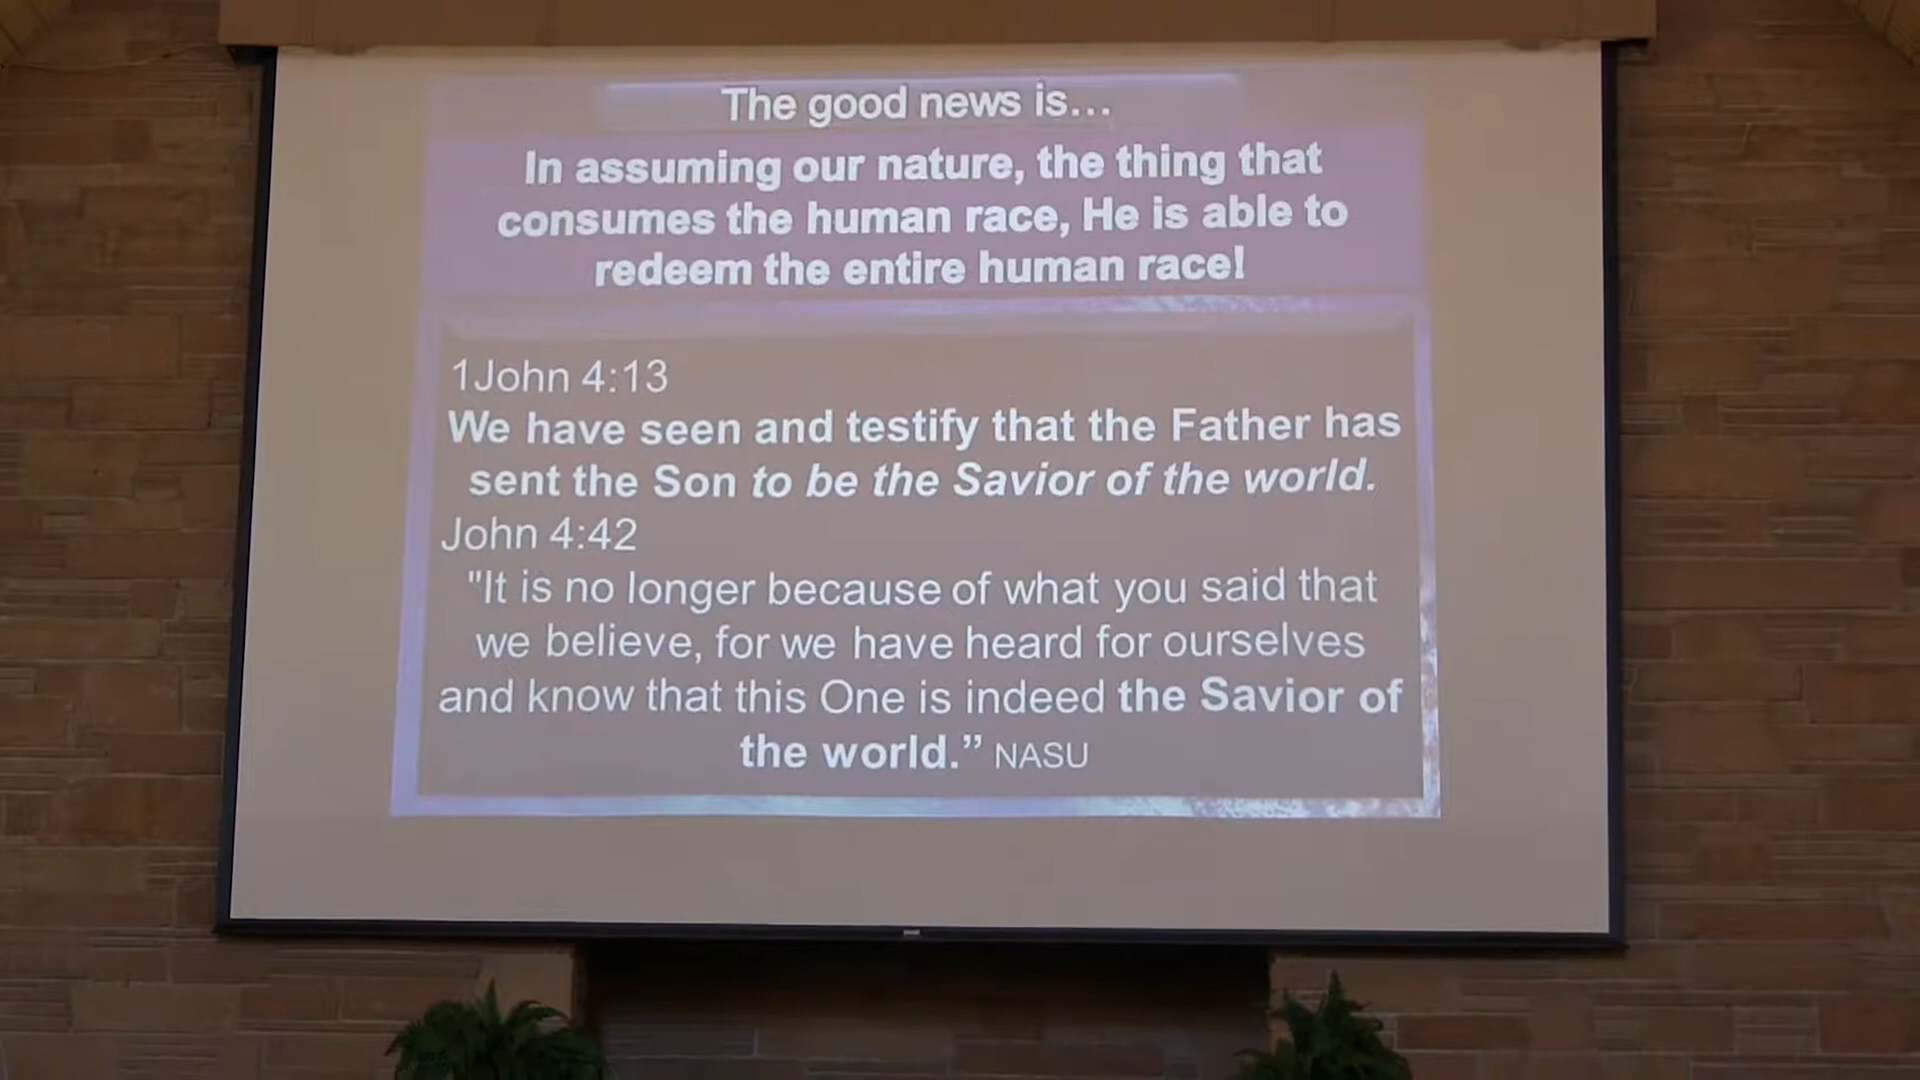 The good news is...
In assuming our nature, the thing that
consumes the human race, He is able to
redeem the entire human race!
1John 4:13
We have seen and testify that the Father has
sent the Son to be the Savior of the world.
John 4:42
"It is no longer because of what you said that
we believe, for we have heard for ourselves
and know that this One is indeed the Savior of
the world.” NASU